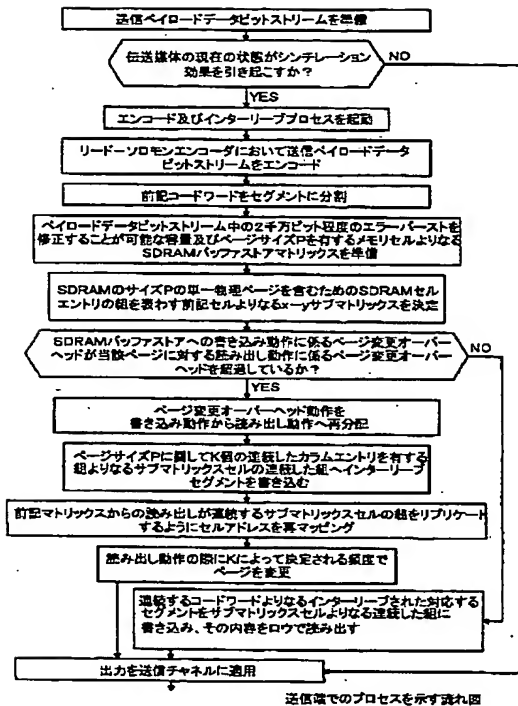 送信ペイロードデータビットストリームを準備
伝送媒体の現在の状態がシンチレーション
効果を引き起こすか？
NO
YES
エンコード及びインターリーブプロセスを起動
リードーソロモンエンコーダにおいて送信ペイロードデータ
ビットストリームをエンコード
前記コードワードをセグメントに分割
ペイロードデータビットストリーム中の2千万ビット程度のエラーバーストを
修正することが可能な容量及びページサイズPを有するメモリセルよりなる
SDRAMバッファストアマトリックスを準備
SDRAMのサイズPの単一物理ページを含むためのSDRAMセル
エントリの組を表わす前記セルよりなるx－yサブマトリックスを決定
SDRAMバッファストアへの書き込み動作に係るページ変更オーバー
ヘッドが当該ページに対する読み出し動作に係るページ変更オーバー
ヘッドを超過しているか？
NO
YES
ページ変更オーバーヘッド動作を
書き込み動作から読み出し動作へ再分配
ページサイズPに関してK個の連続したカラムエントリを有する
組よりなるサブマトリックスセルの連続した組へインターリーブ
セグメントを書き込む
前記マトリックスからの読み出しが連続するサブマトリックスセルの組をリプリケート
するようにセルアドレスを再マッピング
読み出し動作の際にKによって決定される頻度で
ページを変更
連続するコードワードよりなるインターリーブされた対応する
セグメントをサブマトリックスセルよりなる連続した組に
書き込み、その内容をロウで読み出す
出力を送信チャネルに適用
送信端でのプロセスを示す流れ図